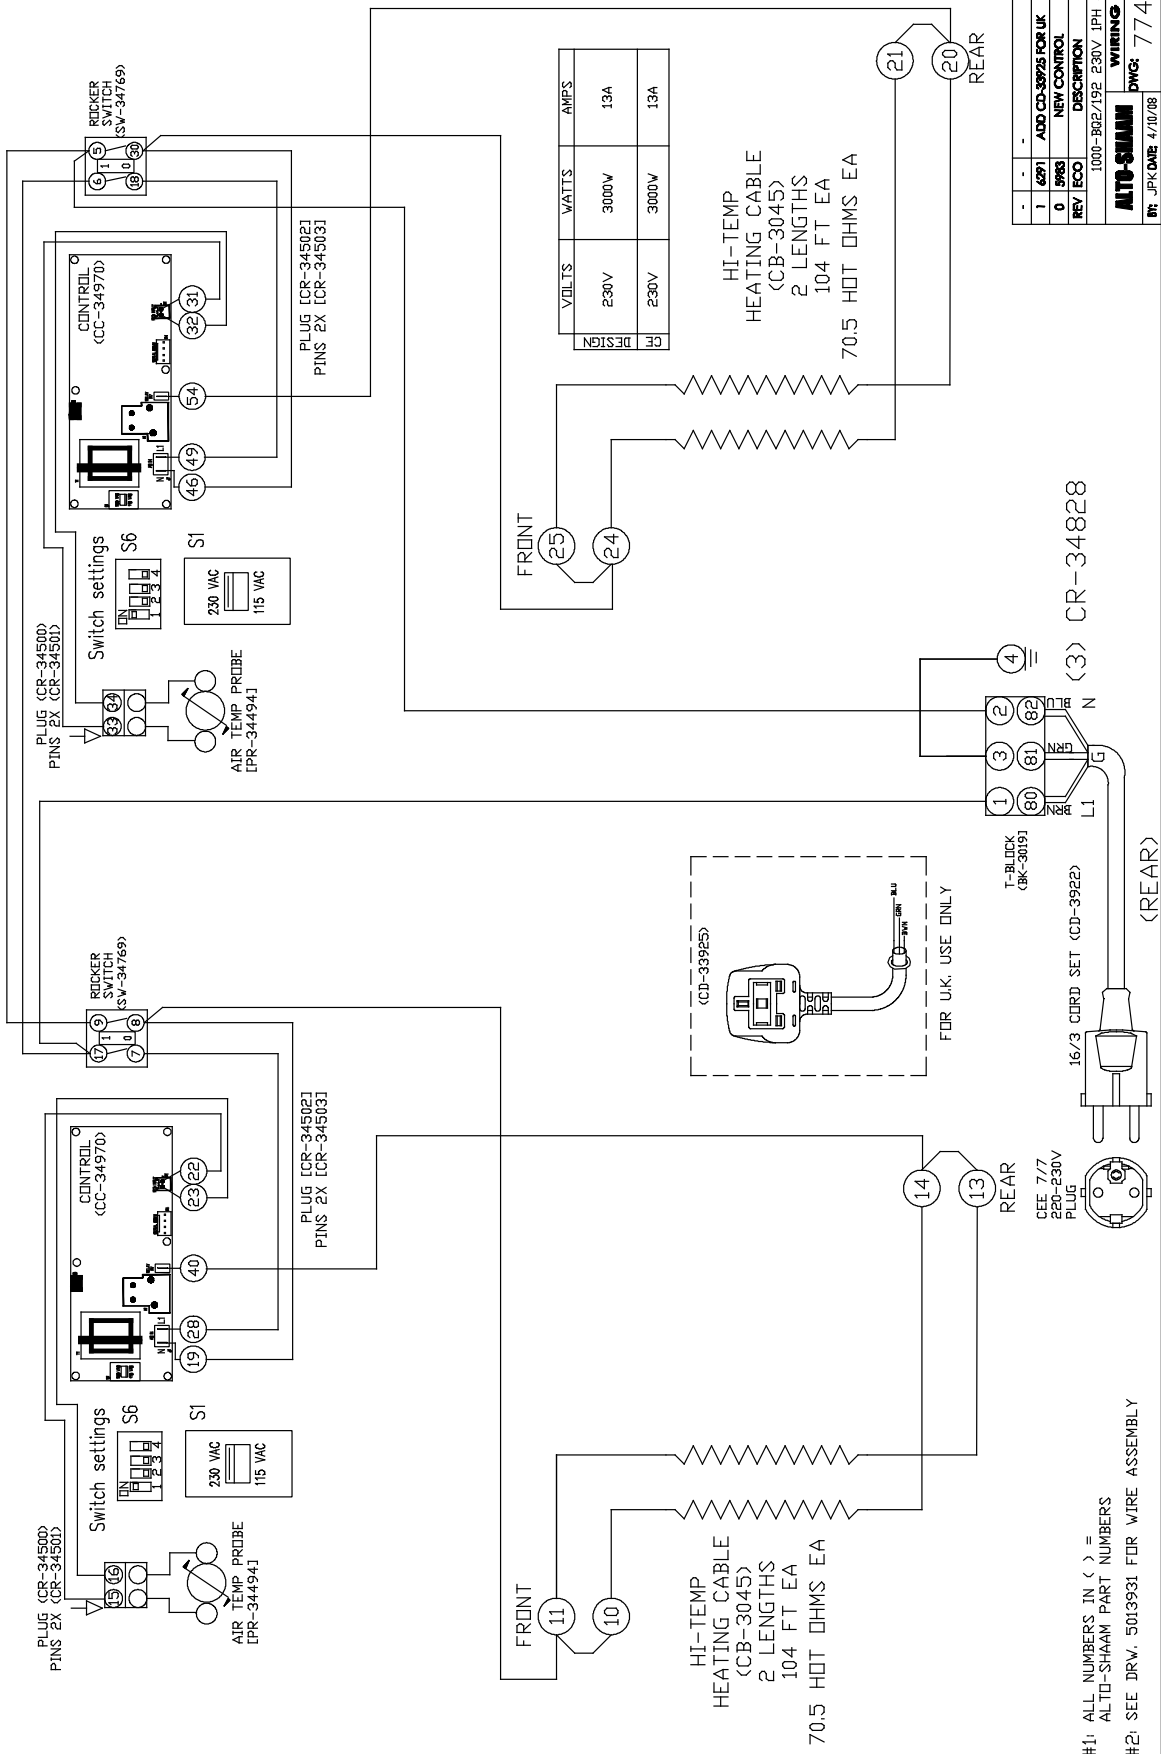 PLUG (CR-34500)
PINS 2X (CR-34501)
15 16
AIR TEMP PROBE
[PR-34494]
Switch settings
S6
ON
1 2 3 4
S1
230 VAC
115 VAC
CONTROL
(CC-34970)
N
L1
19
28
40
23
22
PLUG [CR-34502]
PINS 2X [CR-34503]
ROCKER
SWITCH
(SW-34769)
17
9
1
0
7
8
FRONT
11
10
HI-TEMP
HEATING CABLE
(CB-3045)
2 LENGTHS
104 FT EA
70.5 HOT OHMS EA
14
13
REAR
PLUG (CR-34500)
PINS 2X (CR-34501)
33 34
AIR TEMP PROBE
[PR-34494]
Switch settings
S6
ON
1 2 3 4
S1
230 VAC
115 VAC
CONTROL
(CC-34970)
N
L1
46
49
54
32
31
PLUG [CR-34502]
PINS 2X [CR-34503]
ROCKER
SWITCH
(SW-34769)
6
5
1
0
18
30
FRONT
25
24
HI-TEMP
HEATING CABLE
(CB-3045)
2 LENGTHS
104 FT EA
70.5 HOT OHMS EA
21
20
REAR
VOLTS WATTS AMPS
DESIGN 230V 3000W 13A
CE 230V 3000W 13A
(CD-33925)
BLU
GRN
BWN
FOR U.K. USE ONLY
T-BLOCK
(BK-3019)
1 3 2
80 81 82
BRN GRN BLU
L1 G N
4
(3) CR-34828
16/3 CORD SET (CD-3922)
CEE 7/7
220-230V
PLUG
(REAR)
#1: ALL NUMBERS IN ( ) =
ALTO-SHAAM PART NUMBERS
#2: SEE DRW. 5013931 FOR WIRE ASSEMBLY
- - -
1 6291 ADD CD-33925 FOR UK
0 5983 NEW CONTROL
REV ECO DESCRIPTION
1000-BQ2/192 230V 1PH
ALTO-SHAAM WIRING
BY: JPK DATE: 4/10/08 DWG: 774